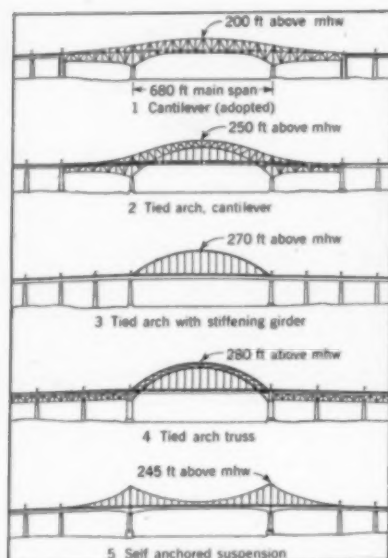 200 ft above mhw
680 ft main span
1 Cantilever (adopted)
250 ft above mhw
2 Tied arch, cantilever
270 ft above mhw
3 Tied arch with stiffening girder
280 ft above mhw
4 Tied arch truss
245 ft above mhw
5 Self anchored suspension